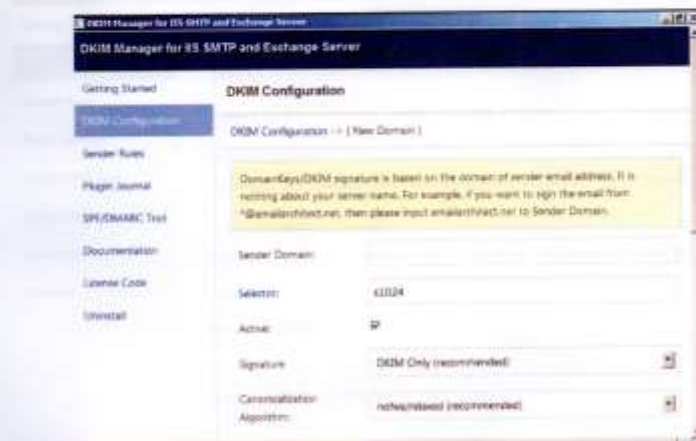 DKIM Manager for IIS SMTP and Exchange Server
DKIM Manager for IIS SMTP and Exchange Server
Getting Started
DKIM Configuration
Sender Rules
Plugin Journal
SPF/DMARC Test
Documentation
License Code
Uninstall
DKIM Configuration
DKIM Configuration -> [ New Domain ]
DomainKeys/DKIM signature is based on the domain of sender email address. It is
nothing about your server name. For example, if you want to sign the email from
*@emailarchitect.net, then please input emailarchitect.net to Sender Domain.
Sender Domain:
Selector: s1024
Active:
Signature DKIM Only (recommended)
Canonicalization
Algorithm: (recommended)